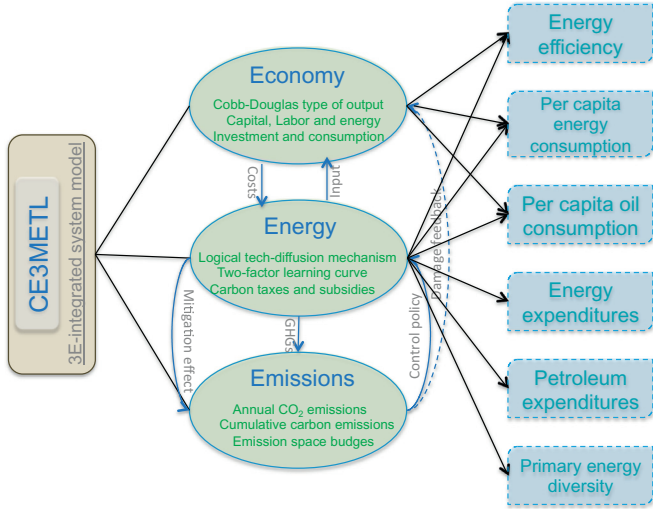 CE3METL
3E-integrated system model
Economy
Cobb-Douglas type of output
Capital, Labor and energy
Investment and consumption
Costs
Input
Energy
Logical tech-diffusion mechanism
Two-factor learning curve
Carbon taxes and subsidies
Mitigation effect
GHGs
Control policy
Damage feedback
Emissions
Annual CO₂ emissions
Cumulative carbon emissions
Emission space budges
Energy
efficiency
Per capita
energy
consumption
Per capita oil
consumption
Energy
expenditures
Petroleum
expenditures
Primary energy
diversity